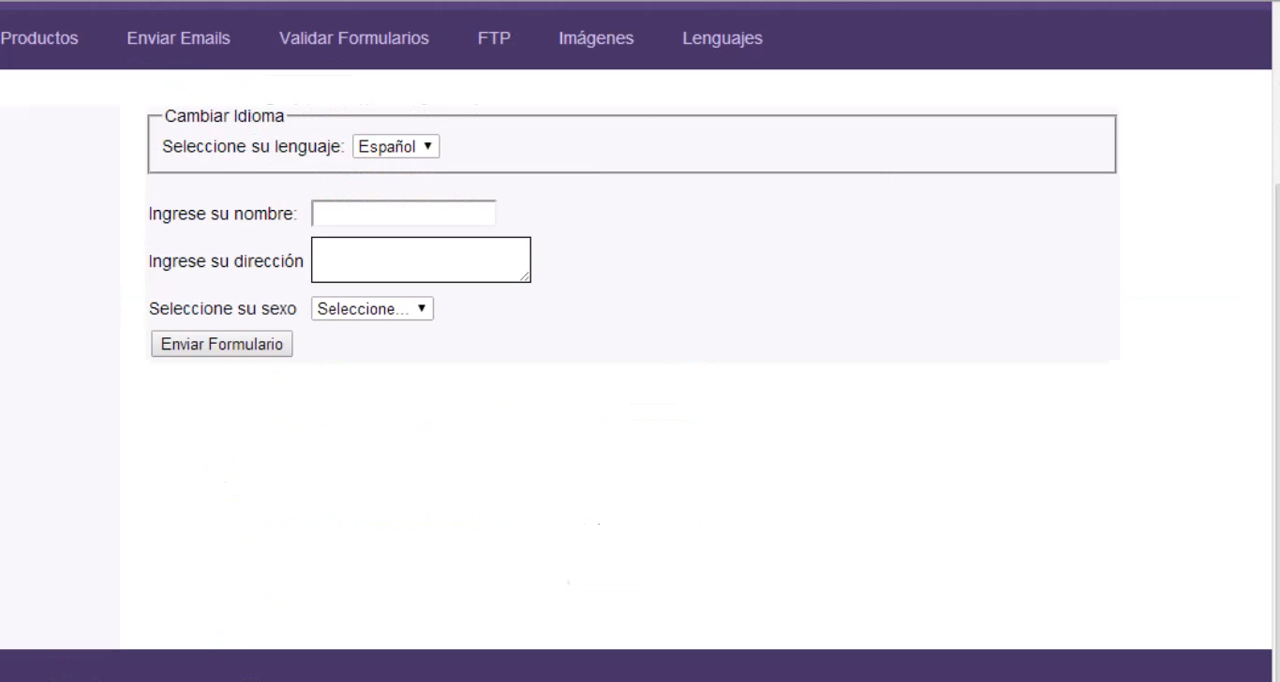 Productos Enviar Emails Validar Formularios FTP Imágenes Lenguajes
Cambiar Idioma
Seleccione su lenguaje: Español
Ingrese su nombre:
Ingrese su dirección
Seleccione su sexo Seleccione...
Enviar Formulario